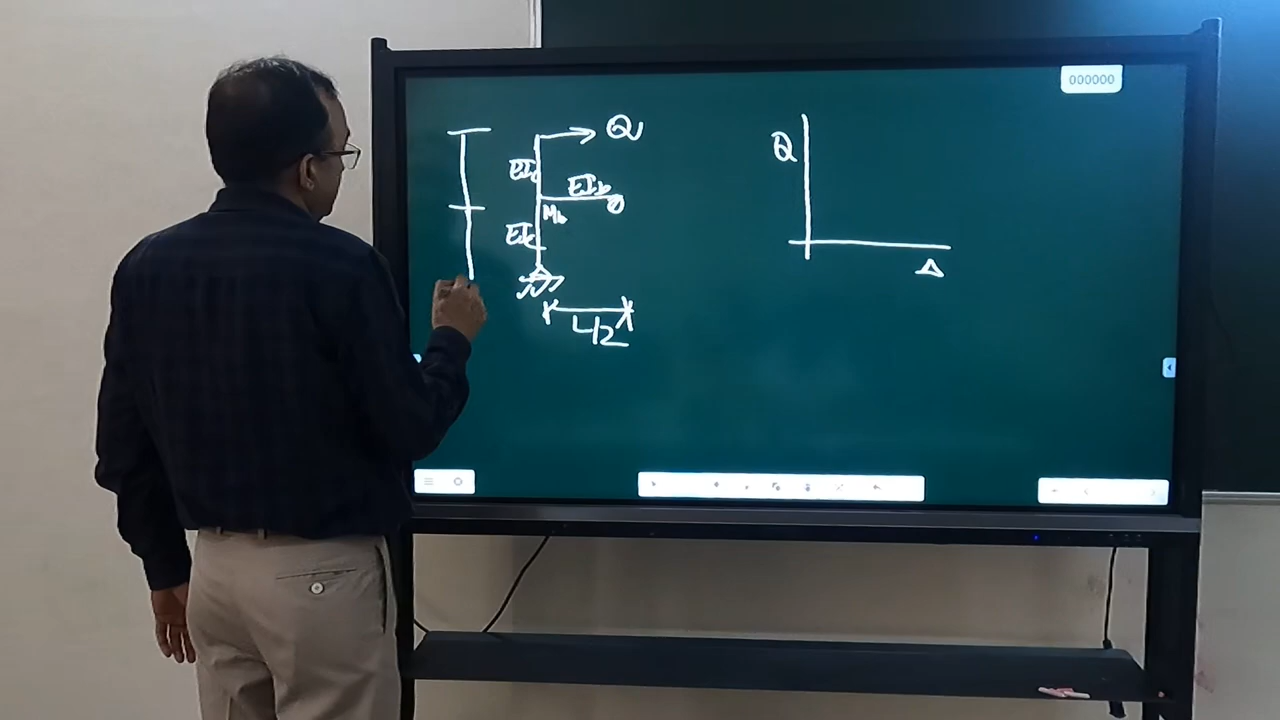 000000
Q
EIc
EIb
Mb
EIc
L/2
Q
Δ